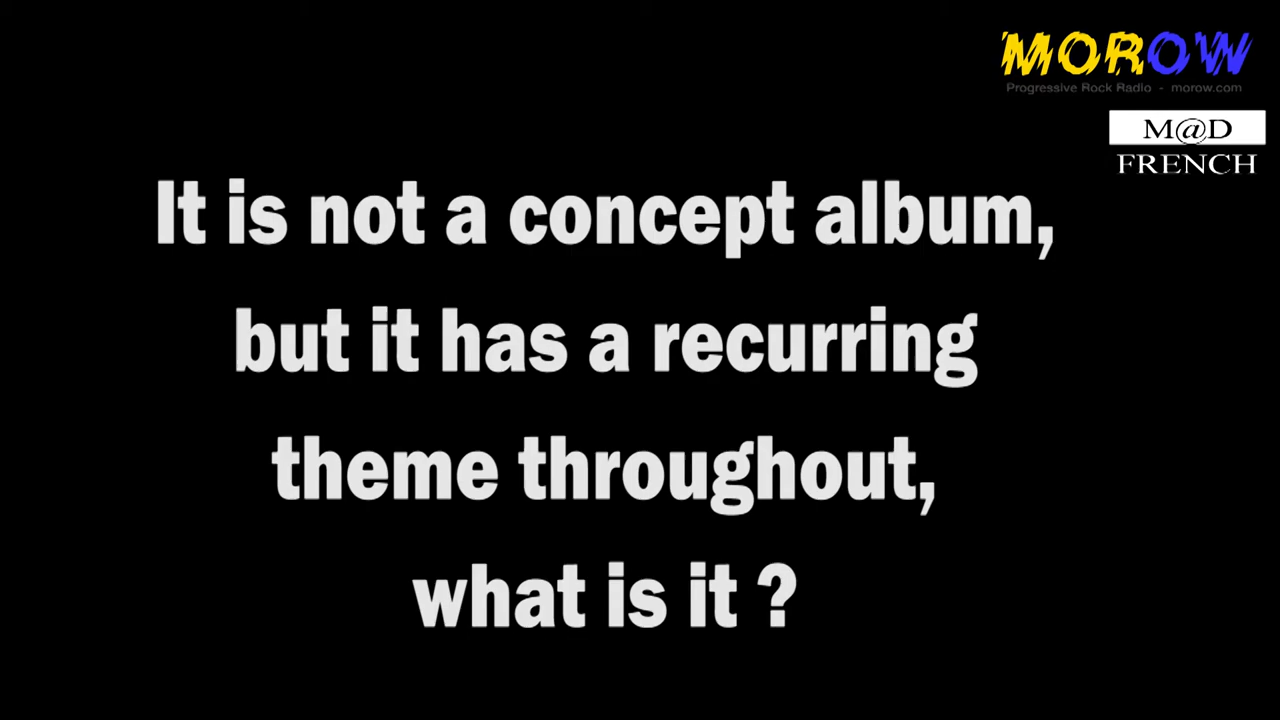 MOROW
Progressive Rock Radio - morow.com
M@D
FRENCH
It is not a concept album,
but it has a recurring
theme throughout,
what is it ?